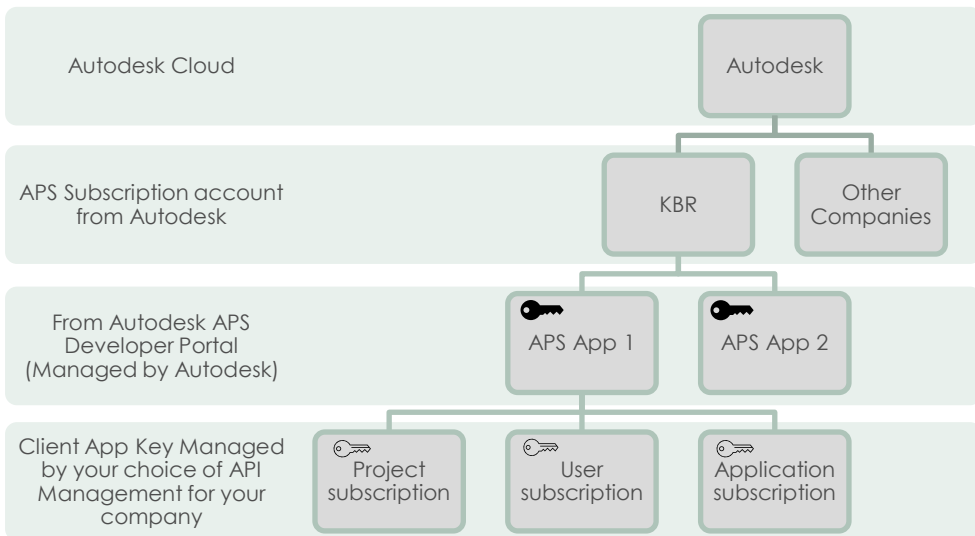 Autodesk Cloud
Autodesk
APS Subscription account
from Autodesk
KBR
Other
Companies
From Autodesk APS
Developer Portal
(Managed by Autodesk)
APS App 1
APS App 2
Client App Key Managed
by your choice of API
Management for your
company
Project
subscription
User
subscription
Application
subscription